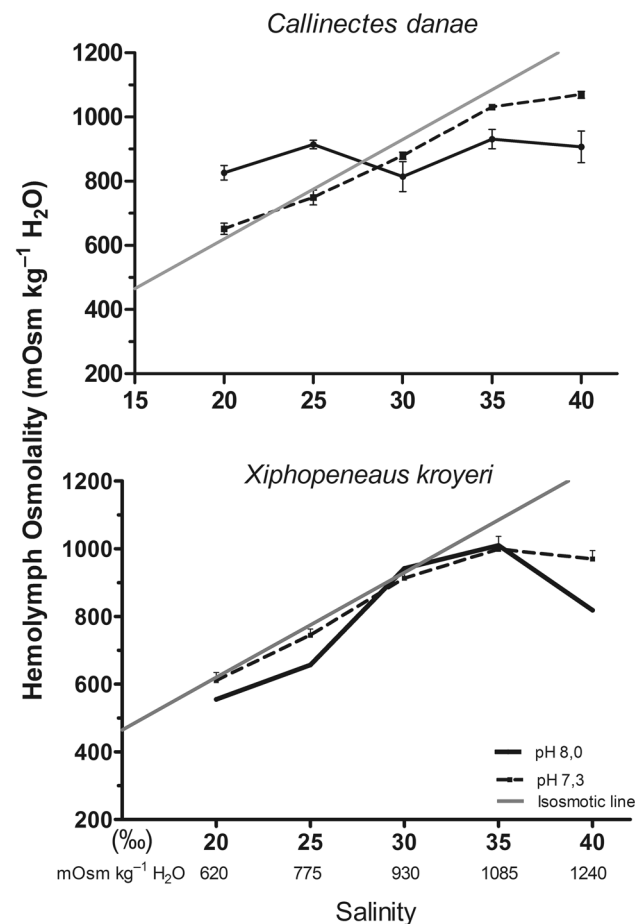 Callinectes danae
Hemolymph Osmolality (mOsm kg⁻¹ H₂O)
1200
1000
800
600
400
200
15 20 25 30 35 40
Xiphopeneaus kroyeri
1200
1000
800
600
400
200
pH 8,0
pH 7,3
Isosmotic line
(‰) 20 25 30 35 40
mOsm kg⁻¹ H₂O 620 775 930 1085 1240
Salinity